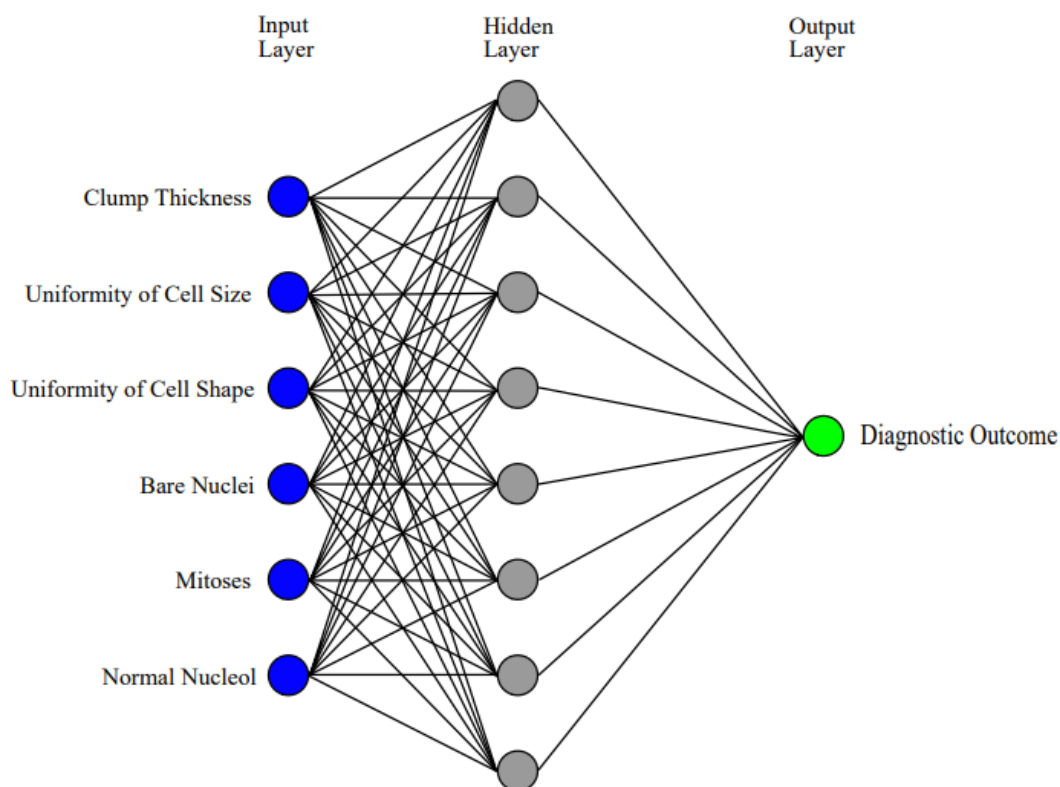 Input
Layer
Hidden
Layer
Output
Layer
Clump Thickness
Uniformity of Cell Size
Uniformity of Cell Shape
Bare Nuclei
Mitoses
Normal Nucleol
Diagnostic Outcome